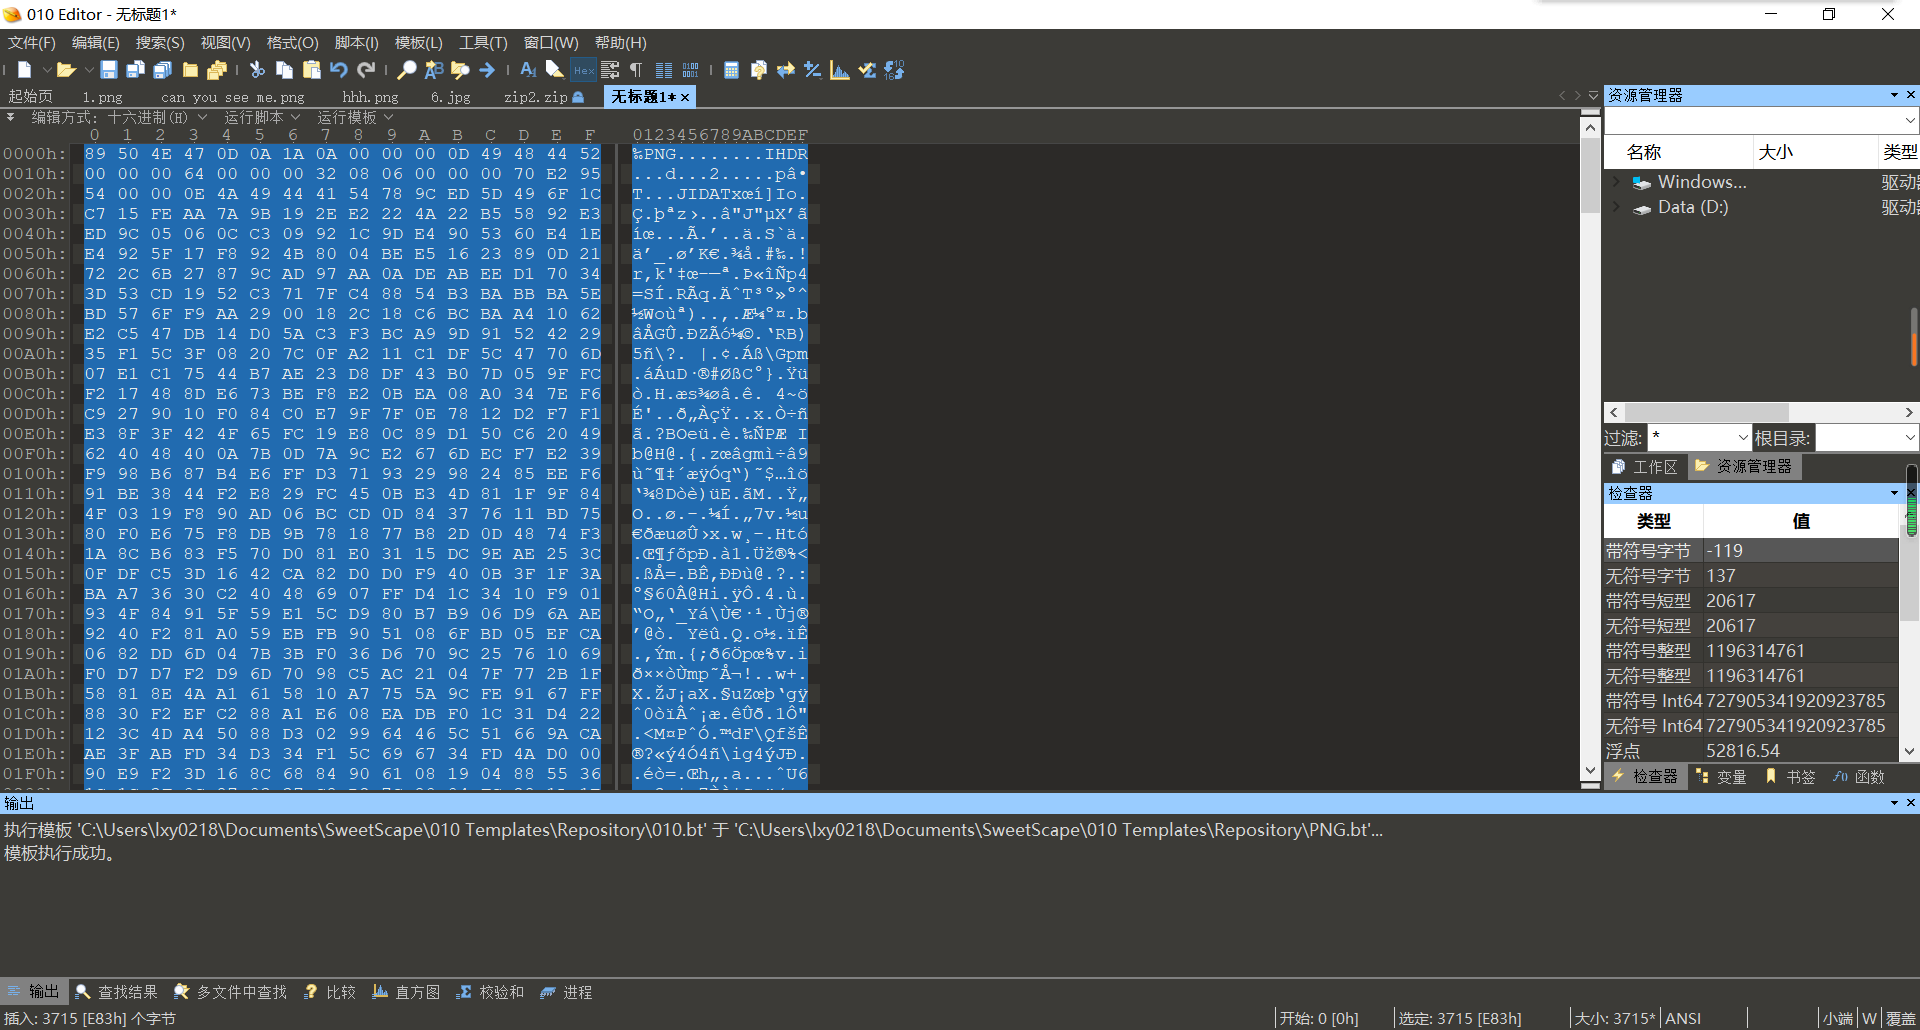 010 Editor - 无标题1*
文件(F) 编辑(E) 搜索(S) 视图(V) 格式(O) 脚本(I) 模板(L) 工具(T) 窗口(W) 帮助(H)
起始页 1.png can you see me.png hhh.png 6.jpg zip2.zip 无标题1*
编辑方式: 十六进制(H) 运行脚本 运行模板
0 1 2 3 4 5 6 7 8 9 A B C D E F 0123456789ABCDEF
0000h: 89 50 4E 47 0D 0A 1A 0A 00 00 00 0D 49 48 44 52 ‰PNG........IHDR
0010h: 00 00 00 64 00 00 00 32 08 06 00 00 00 70 E2 95 ...d...2.....pâ•
0020h: 54 00 00 0E 4A 49 44 41 54 78 9C ED 5D 49 6F 1C T...JIDATxœí]Io.
0030h: C7 15 FE AA 7A 9B 19 2E E2 22 4A 22 B5 58 92 E3 Ç.þªz›..â"J"µX’ã
0040h: ED 9C 05 06 0C C3 09 92 1C 9D E4 90 53 60 E4 1E íœ...Ã.’..ä.S`ä.
0050h: E4 92 5F 17 F8 92 4B 80 04 BE E5 16 23 89 0D 21 ä’_.ø’K€.¾å.#‰.!
0060h: 72 2C 6B 27 87 9C AD 97 AA 0A DE AB EE D1 70 34 r,k'‡œ­—ª.Þ«îÑp4
0070h: 3D 53 CD 19 52 C3 71 7F C4 88 54 B3 BA BB BA 5E =SÍ.RÃq.ÄˆT³º»º^
0080h: BD 57 6F F9 AA 29 00 18 2C 18 C6 BC BA A4 10 62 ½Woùª)..,.Æ¼º¤.b
0090h: E2 C5 47 DB 14 D0 5A C3 F3 BC A9 9D 91 52 42 29 âÅGÛ.ÐZÃó¼©.‘RB)
00A0h: 35 F1 5C 3F 08 20 7C 0F A2 11 C1 DF 5C 47 70 6D 5ñ\?. |.¢.Áß\Gpm
00B0h: 07 E1 C1 75 44 B7 AE 23 D8 DF 43 B0 7D 05 9F FC .áÁuD·®#ØßC°}.Ÿü
00C0h: F2 17 48 8D E6 73 BE F8 E2 0B EA 08 A0 34 7E F6 ò.H.æs¾øâ.ê. 4~ö
00D0h: C9 27 90 10 F0 84 C0 E7 9F 7F 0E 78 12 D2 F7 F1 É'..ð„ÀçŸ..x.Ò÷ñ
00E0h: E3 8F 3F 42 4F 65 FC 19 E8 0C 89 D1 50 C6 20 49 ã.?BOeü.è.‰ÑPÆ I
00F0h: 62 40 48 40 0A 7B 0D 7A 9C E2 67 6D EC F7 E2 39 b@H@.{.zœâgmì÷â9
0100h: F9 98 B6 87 B4 E6 FF D3 71 93 29 98 24 85 EE F6 ù˜¶‡´æÿÓq“)˜$…îö
0110h: 91 BE 38 44 F2 E8 29 FC 45 0B E3 4D 81 1F 9F 84 ‘¾8Dòè)üE.ãM..Ÿ„
0120h: 4F 03 19 F8 90 AD 06 BC CD 0D 84 37 76 11 BD 75 O..ø.­.¼Í.„7v.½u
0130h: 80 F0 E6 75 F8 DB 9B 78 18 77 B8 2D 0D 48 74 F3 €ðæuøÛ›x.w¸-.Htó
0140h: 1A 8C B6 83 F5 70 D0 81 E0 31 15 DC 9E AE 25 3C .Œ¶ƒõpÐ.à1.Üž®%<
0150h: 0F DF C5 3D 16 42 CA 82 D0 D0 F9 40 0B 3F 1F 3A .ßÅ=.BÊ‚ÐÐù@.?.:
0160h: BA A7 36 30 C2 40 48 69 07 FF D4 1C 34 10 F9 01 º§60Â@Hi.ÿÔ.4.ù.
0170h: 93 4F 84 91 5F 59 E1 5C D9 80 B7 B9 06 D9 6A AE “O„‘_Yá\Ù€·¹.Ùj®
0180h: 92 40 F2 81 A0 59 EB FB 90 51 08 6F BD 05 EF CA ’@ò. Yëû.Q.o½.ïÊ
0190h: 06 82 DD 6D 04 7B 3B F0 36 D6 70 9C 25 76 10 69 .‚Ým.{;ð6Öpœ%v.i
01A0h: F0 D7 D7 F2 D9 6D 70 98 C5 AC 21 04 7F 77 2B 1F ð××òÙmp˜Å¬!..w+.
01B0h: 58 81 8E 4A A1 61 58 10 A7 75 5A 9C FE 91 67 FF X.ŽJ¡aX.§uZœþ‘gÿ
01C0h: 88 30 F2 EF C2 88 A1 E6 08 EA DB F0 1C 31 D4 22 ˆ0òïÂˆ¡æ.êÛð.1Ô"
01D0h: 12 3C 4D A4 50 88 D3 02 99 64 46 5C 51 66 9A CA .<M¤PˆÓ.™dF\QfšÊ
01E0h: AE 3F AB FD 34 D3 34 F1 5C 69 67 34 FD 4A D0 00 ®?«ý4Ó4ñ\ig4ýJÐ.
01F0h: 90 E9 F2 3D 16 8C 68 84 90 61 08 19 04 88 55 36 .éò=.Œh„.a...ˆU6
资源管理器
名称 大小 类型
Windows...
Data (D:)
过滤: * 根目录:
工作区 资源管理器
检查器
类型 值
带符号字节 -119
无符号字节 137
带符号短型 20617
无符号短型 20617
带符号整型 1196314761
无符号整型 1196314761
带符号 Int64 727905341920923785
无符号 Int64 727905341920923785
浮点 52816.54
检查器 变量 书签 函数
输出
执行模板 'C:\Users\lxy0218\Documents\SweetScape\010 Templates\Repository\010.bt' 于 'C:\Users\lxy0218\Documents\SweetScape\010 Templates\Repository\PNG.bt'...
模板执行成功。
输出 查找结果 多文件中查找 比较 直方图 校验和 进程
插入: 3715 [E83h] 个字节 开始: 0 [0h] 选定: 3715 [E83h] 大小: 3715* ANSI 小端 W 覆盖